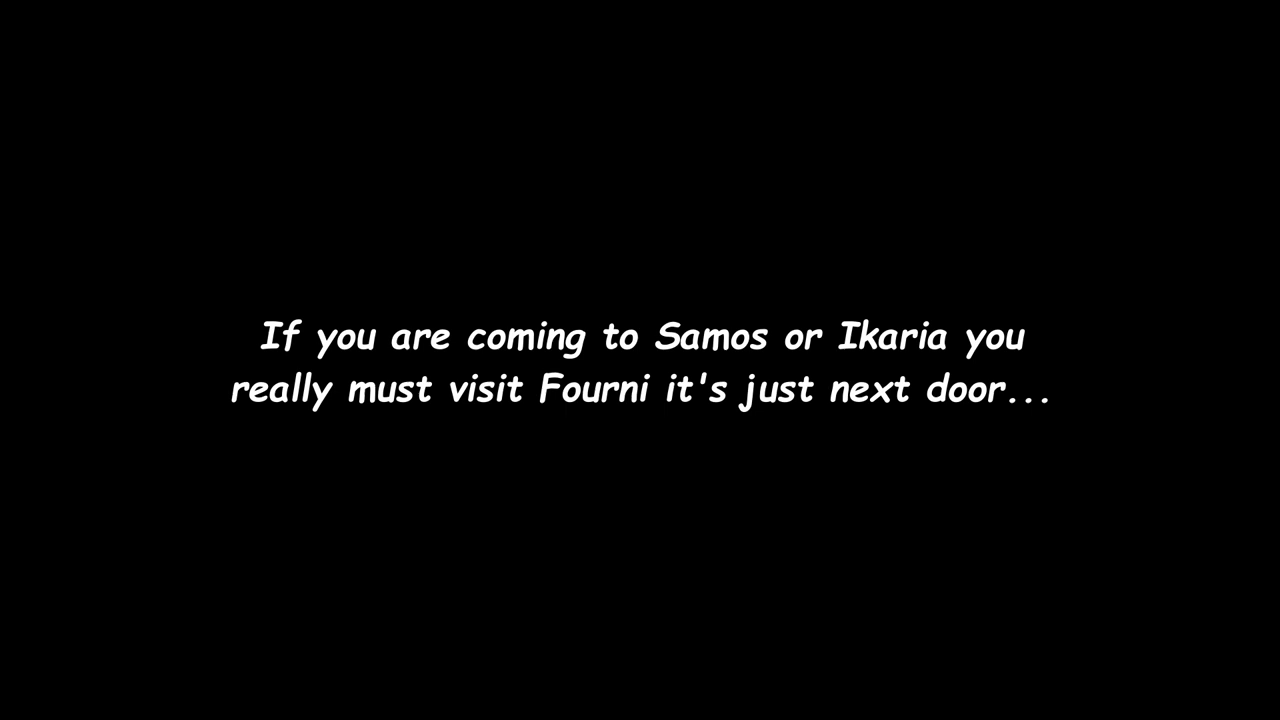 If you are coming to Samos or Ikaria you
really must visit Fourni it's just next door...